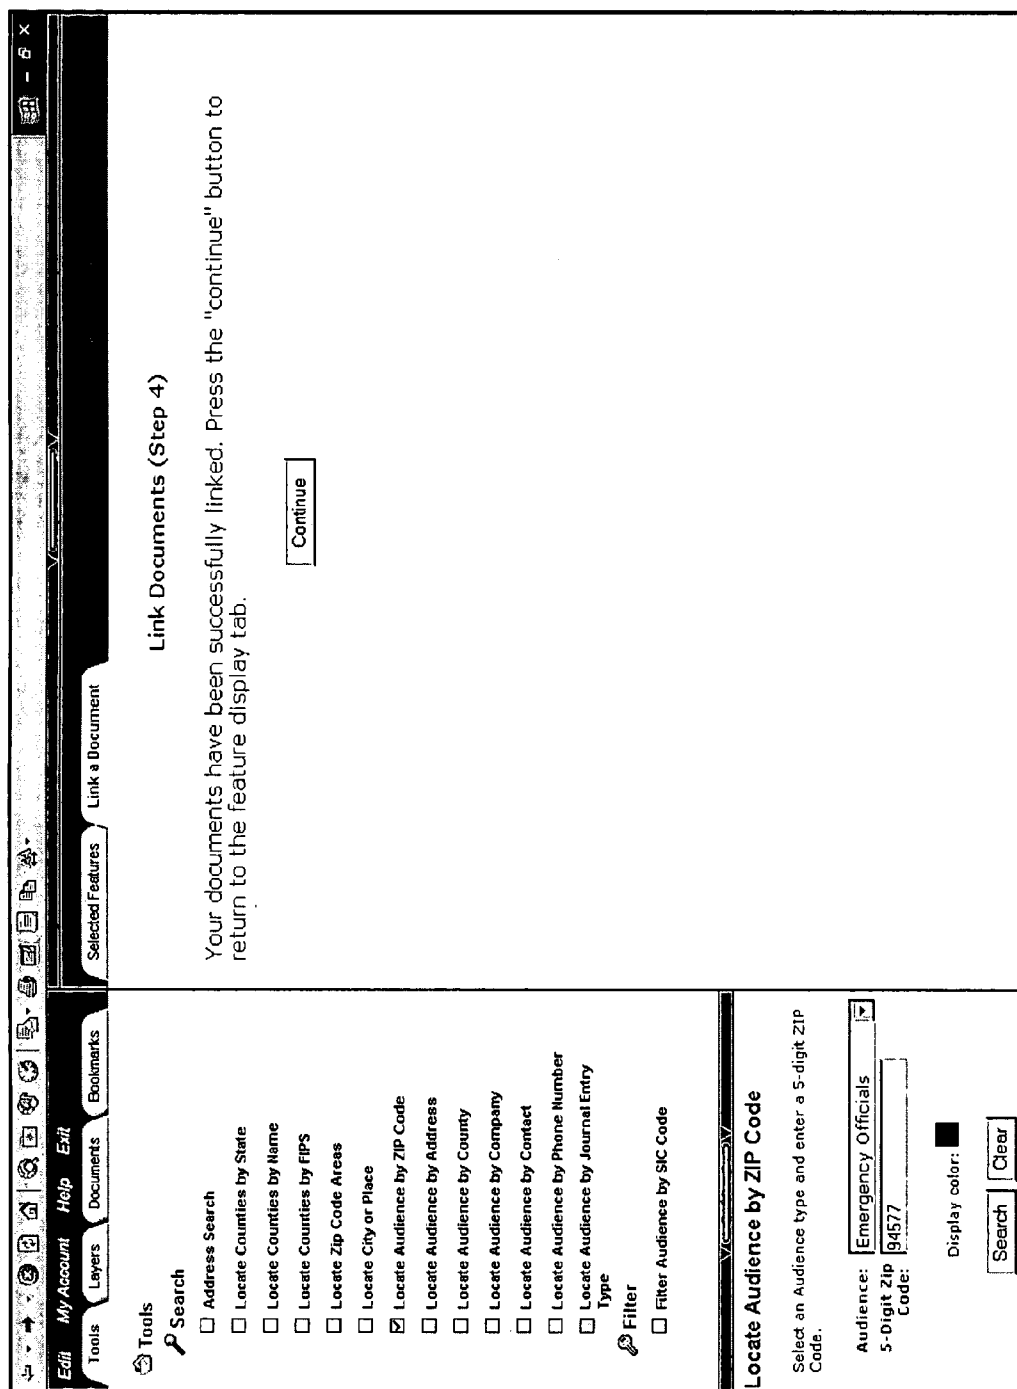 Edit My Account Help Exit
Tools Layers Documents Bookmarks
Tools
Search
Address Search
Locate Counties by State
Locate Counties by Name
Locate Counties by FIPS
Locate Zip Code Areas
Locate City or Place
Locate Audience by ZIP Code
Locate Audience by Address
Locate Audience by County
Locate Audience by Company
Locate Audience by Contact
Locate Audience by Phone Number
Locate Audience by Journal Entry
Type
Filter
Filter Audience by SIC Code
Locate Audience by ZIP Code
Select an Audience type and enter a 5-digit ZIP
Code.
Audience: Emergency Officials
5-Digit Zip
Code: 94577
Display color:
Search Clear
Selected Features Link a Document
Link Documents (Step 4)
Your documents have been successfully linked. Press the "continue" button to
return to the feature display tab.
Continue